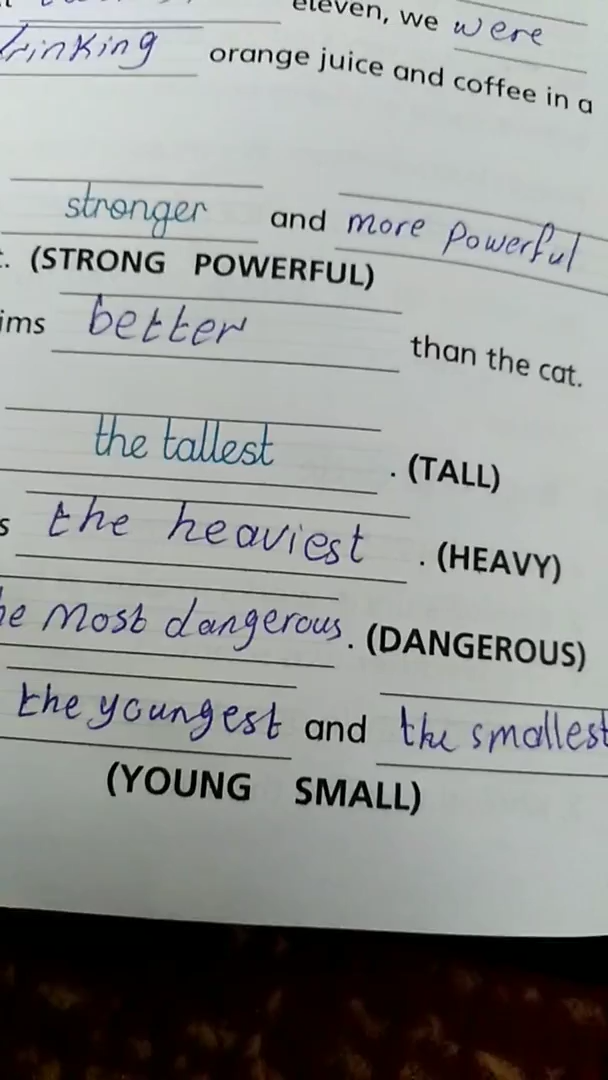 eleven, we were
drinking orange juice and coffee in a
stronger and more powerful
. (STRONG POWERFUL)
better than the cat.
the tallest . (TALL)
the heaviest . (HEAVY)
most dangerous. (DANGEROUS)
the youngest and the smallest
(YOUNG SMALL)